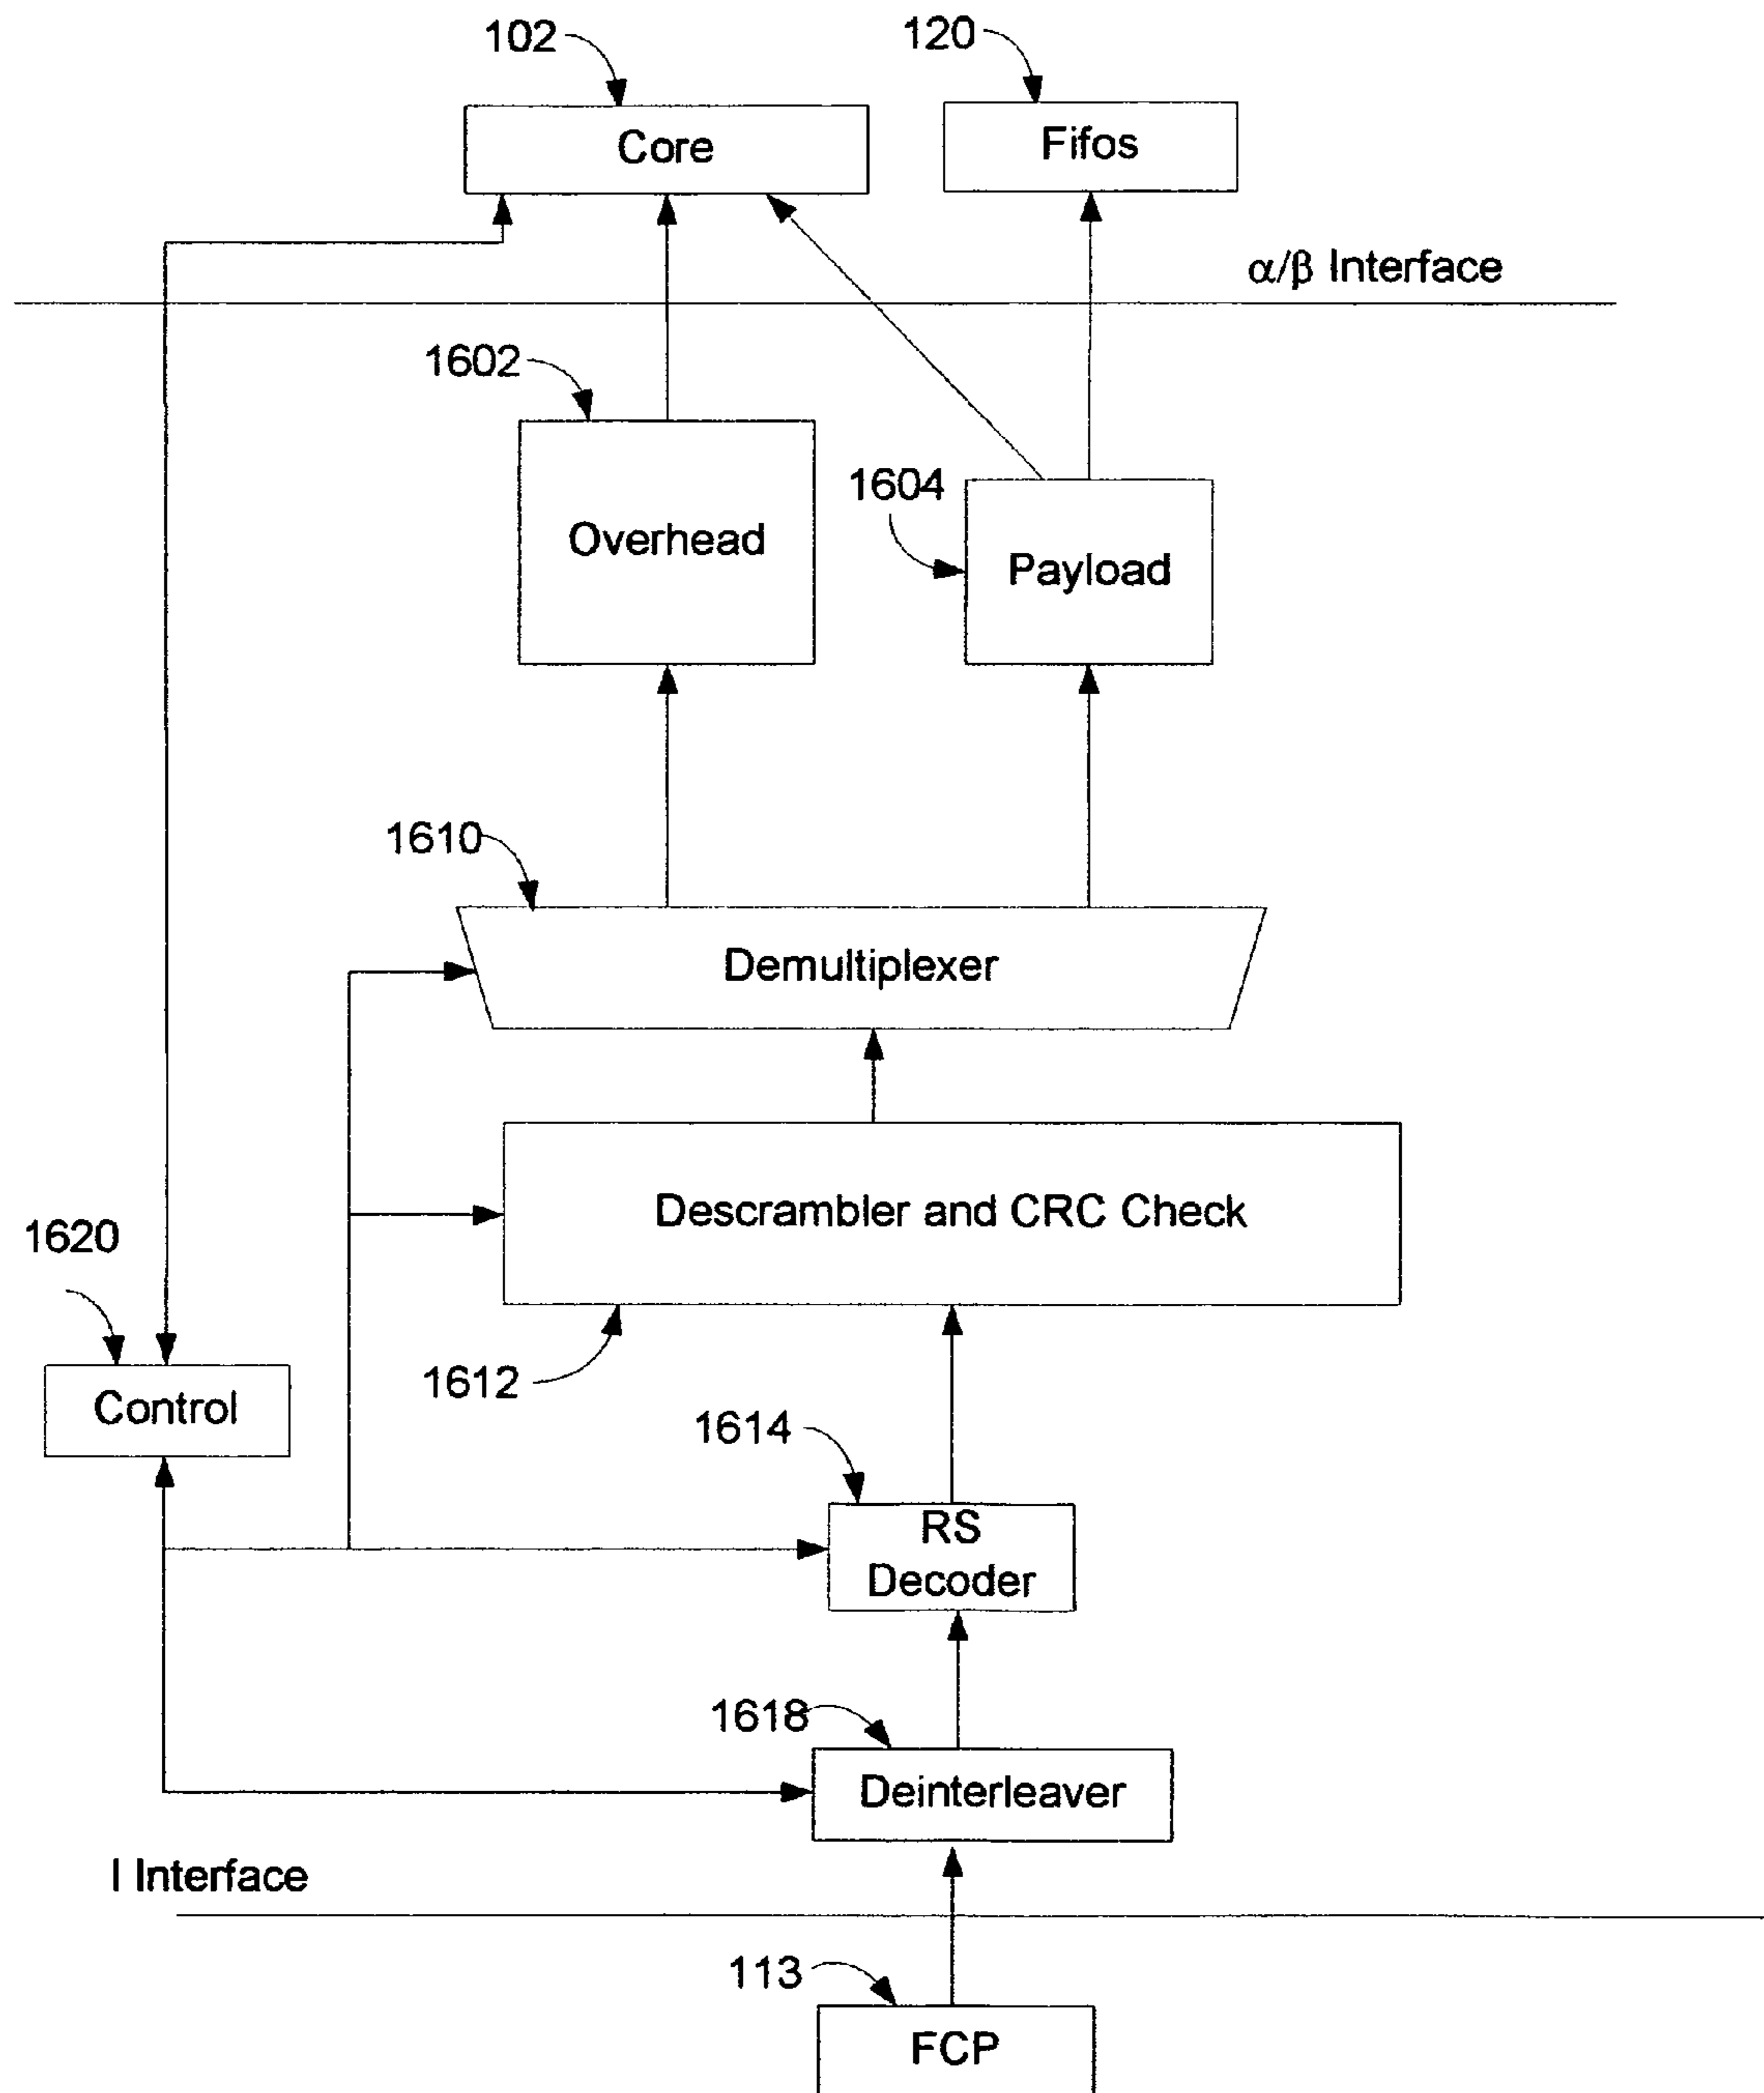 102
120
Core
Fifos
α/β Interface
1602
1604
Overhead
Payload
1610
Demultiplexer
Descrambler and CRC Check
1620
1612
Control
1614
RS
Decoder
1618
Deinterleaver
I Interface
113
FCP